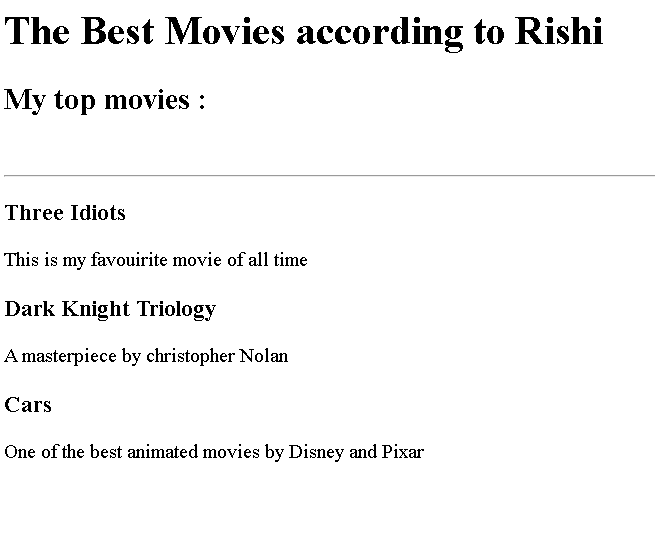 The Best Movies according to Rishi
My top movies :
Three Idiots
This is my favouirite movie of all time
Dark Knight Triology
A masterpiece by christopher Nolan
Cars
One of the best animated movies by Disney and Pixar